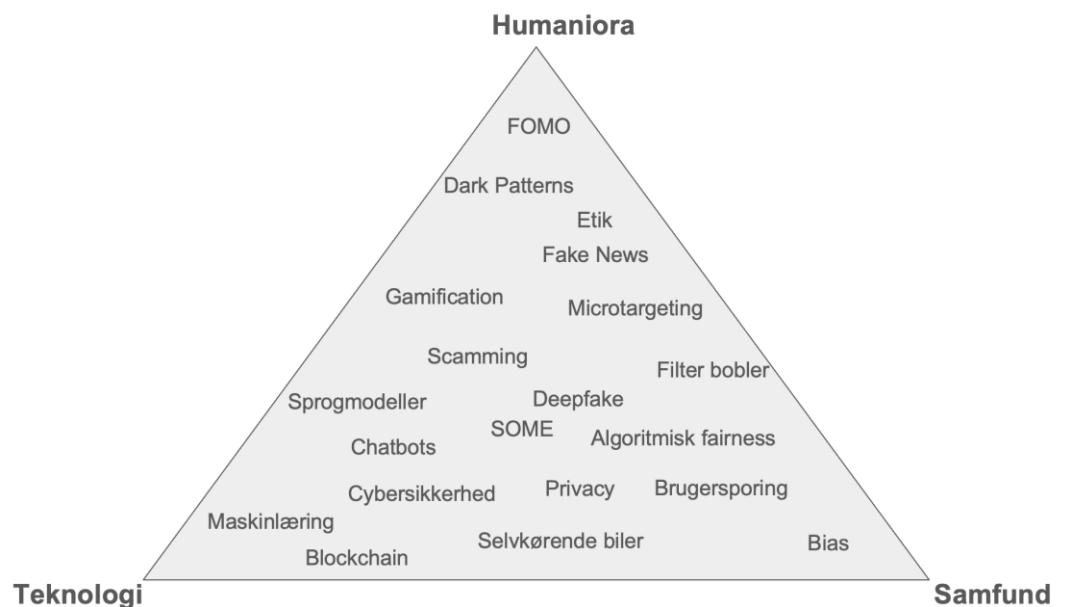 Humaniora
FOMO
Dark Patterns
Etik
Fake News
Gamification
Microtargeting
Scamming
Filter bobler
Sprogmodeller
Deepfake
SOME
Algoritmisk fairness
Chatbots
Cybersikkerhed
Privacy
Brugersporing
Maskinlæring
Selvkørende biler
Bias
Blockchain
Teknologi
Samfund